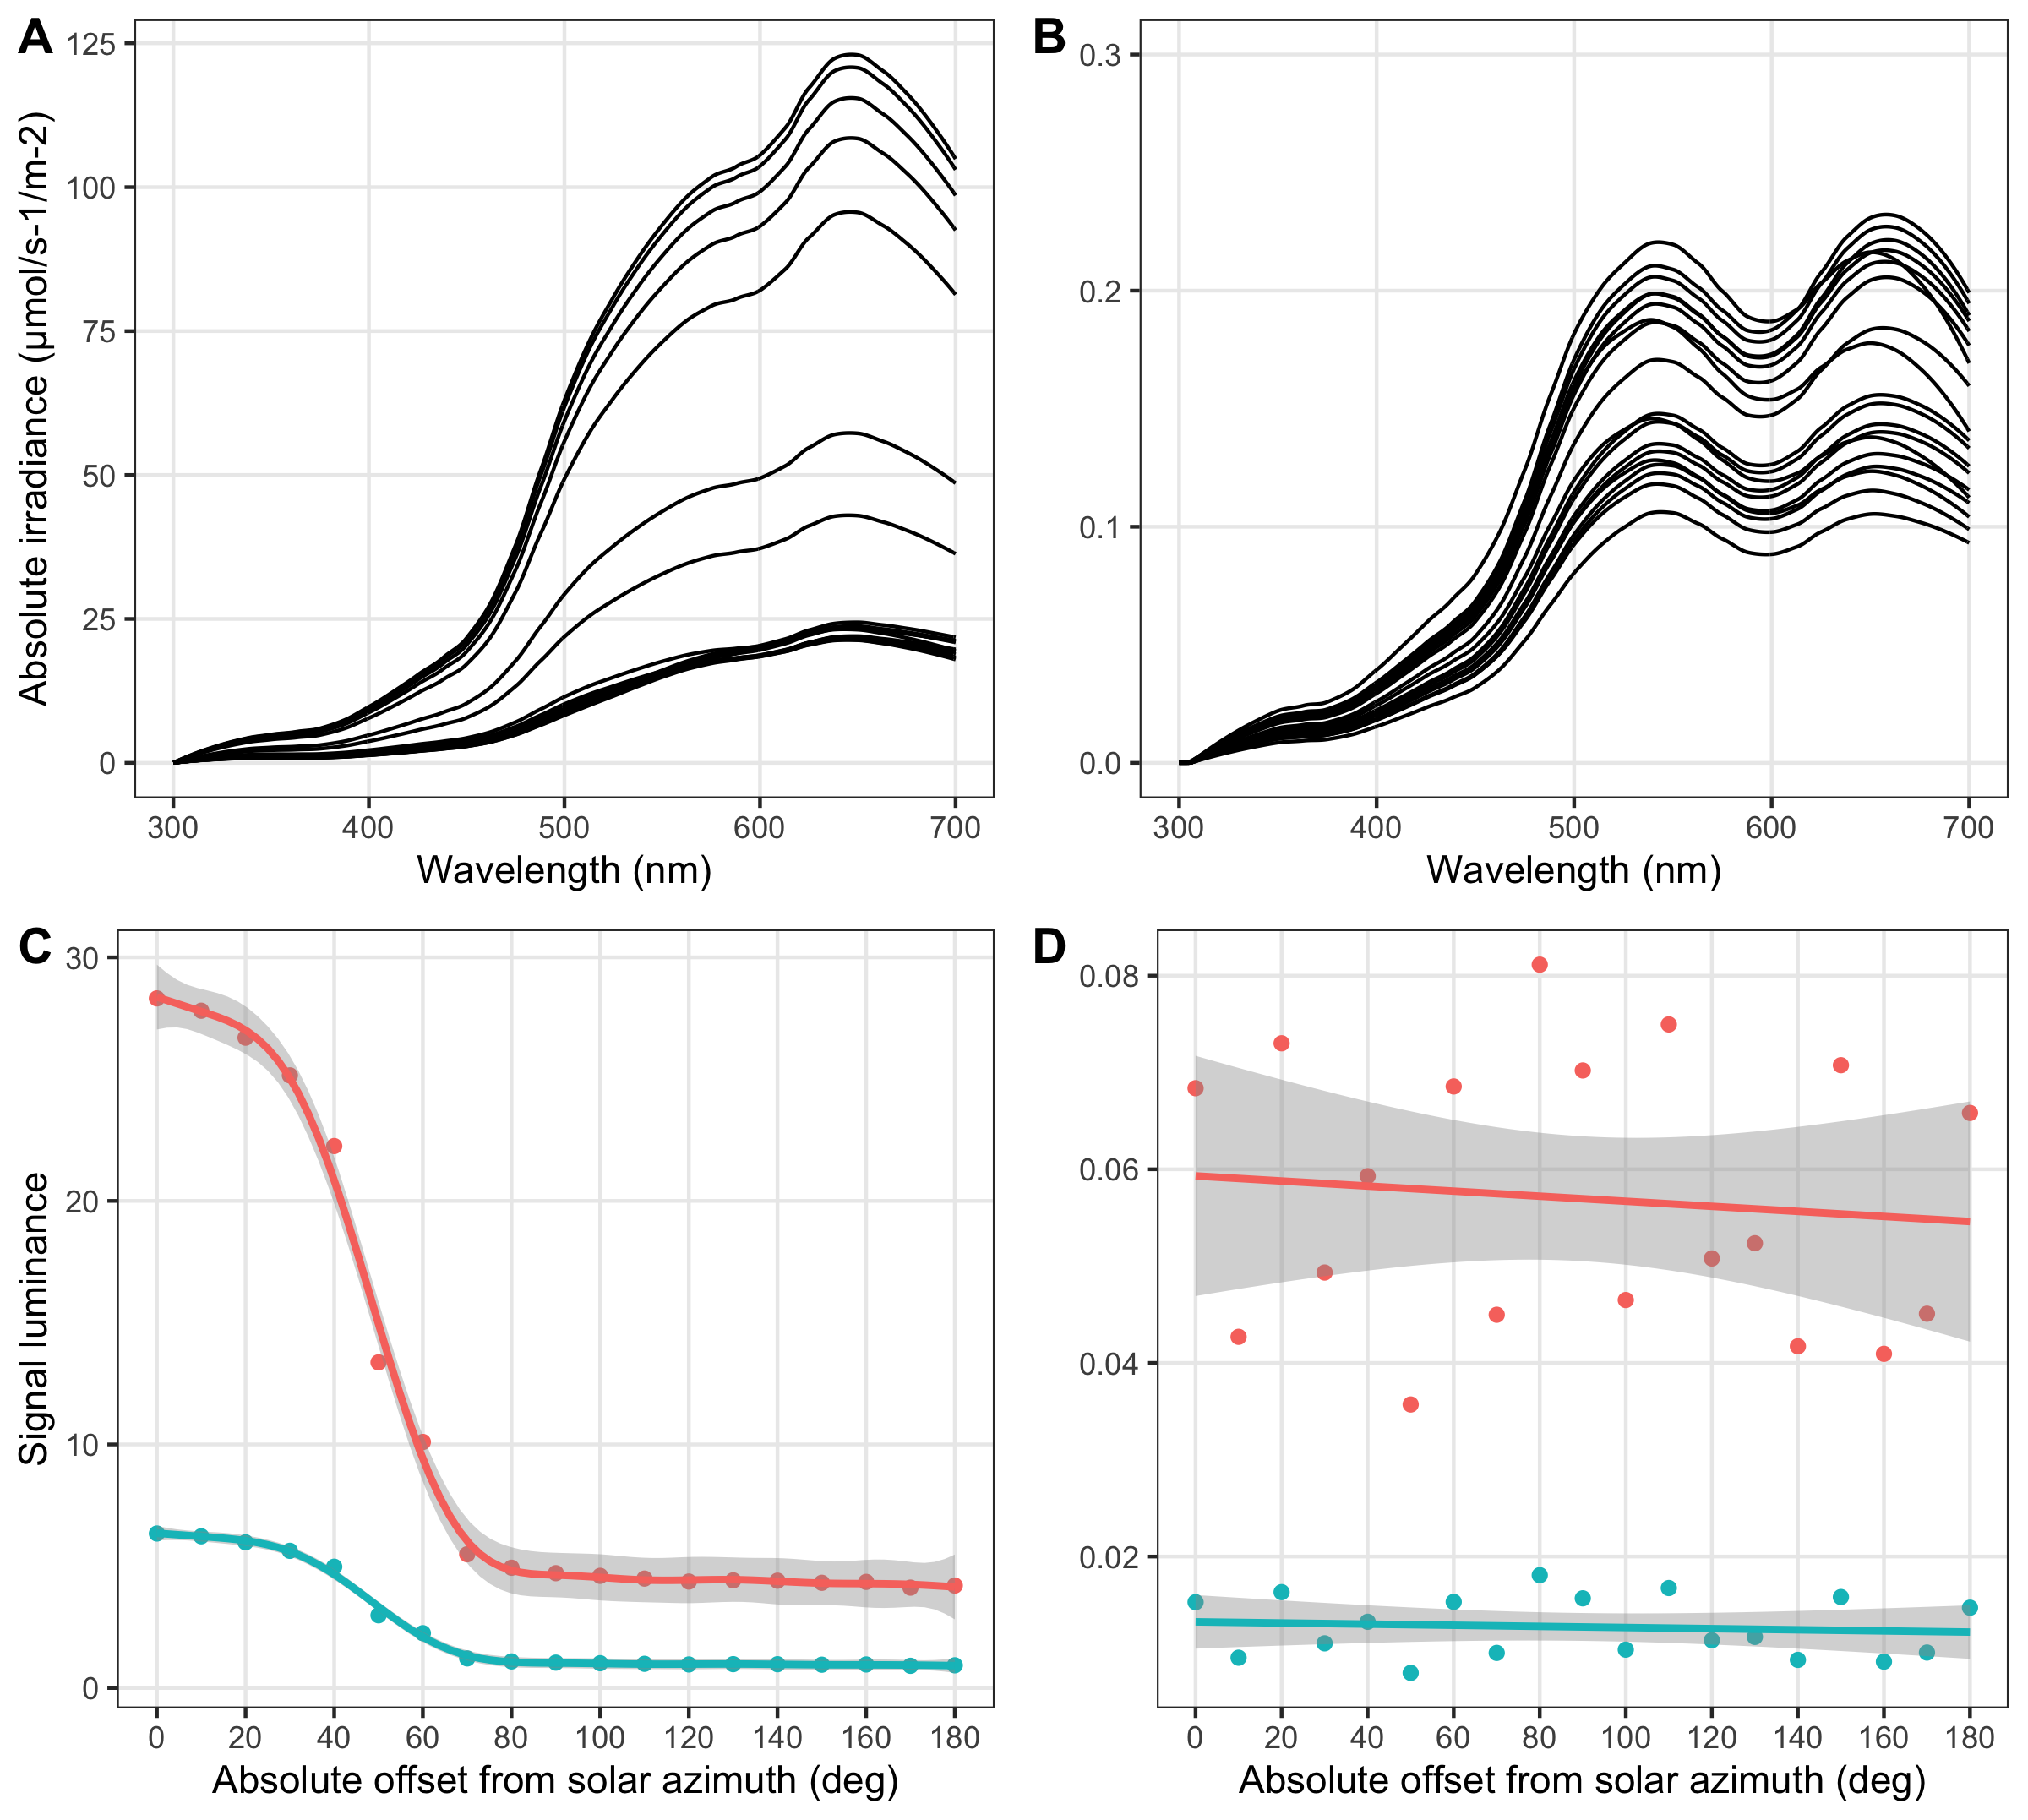 A
B
125
100
75
50
25
0
Absolute irradiance (µmol/s-1/m-2)
300 400 500 600 700
Wavelength (nm)
0.3
0.2
0.1
0.0
300 400 500 600 700
Wavelength (nm)
C
D
30
20
10
0
Signal luminance
0 20 40 60 80 100 120 140 160 180
Absolute offset from solar azimuth (deg)
0.08
0.06
0.04
0.02
0 20 40 60 80 100 120 140 160 180
Absolute offset from solar azimuth (deg)